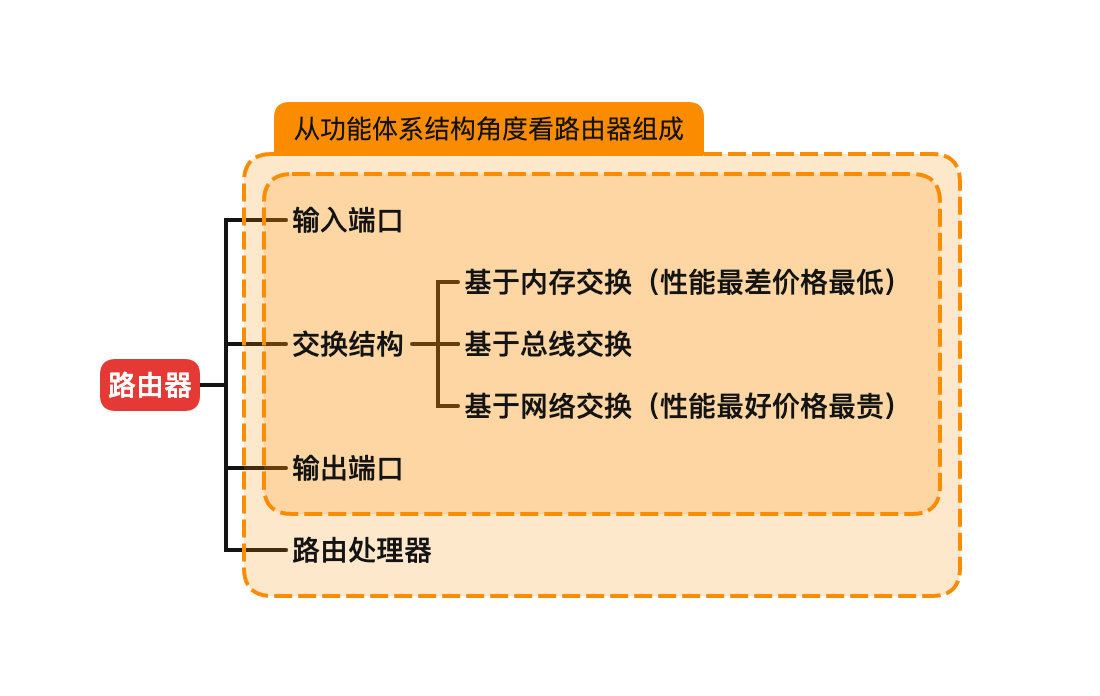 从功能体系结构角度看路由器组成
输入端口
基于内存交换（性能最差价格最低）
交换结构
基于总线交换
路由器
基于网络交换（性能最好价格最贵）
输出端口
路由处理器